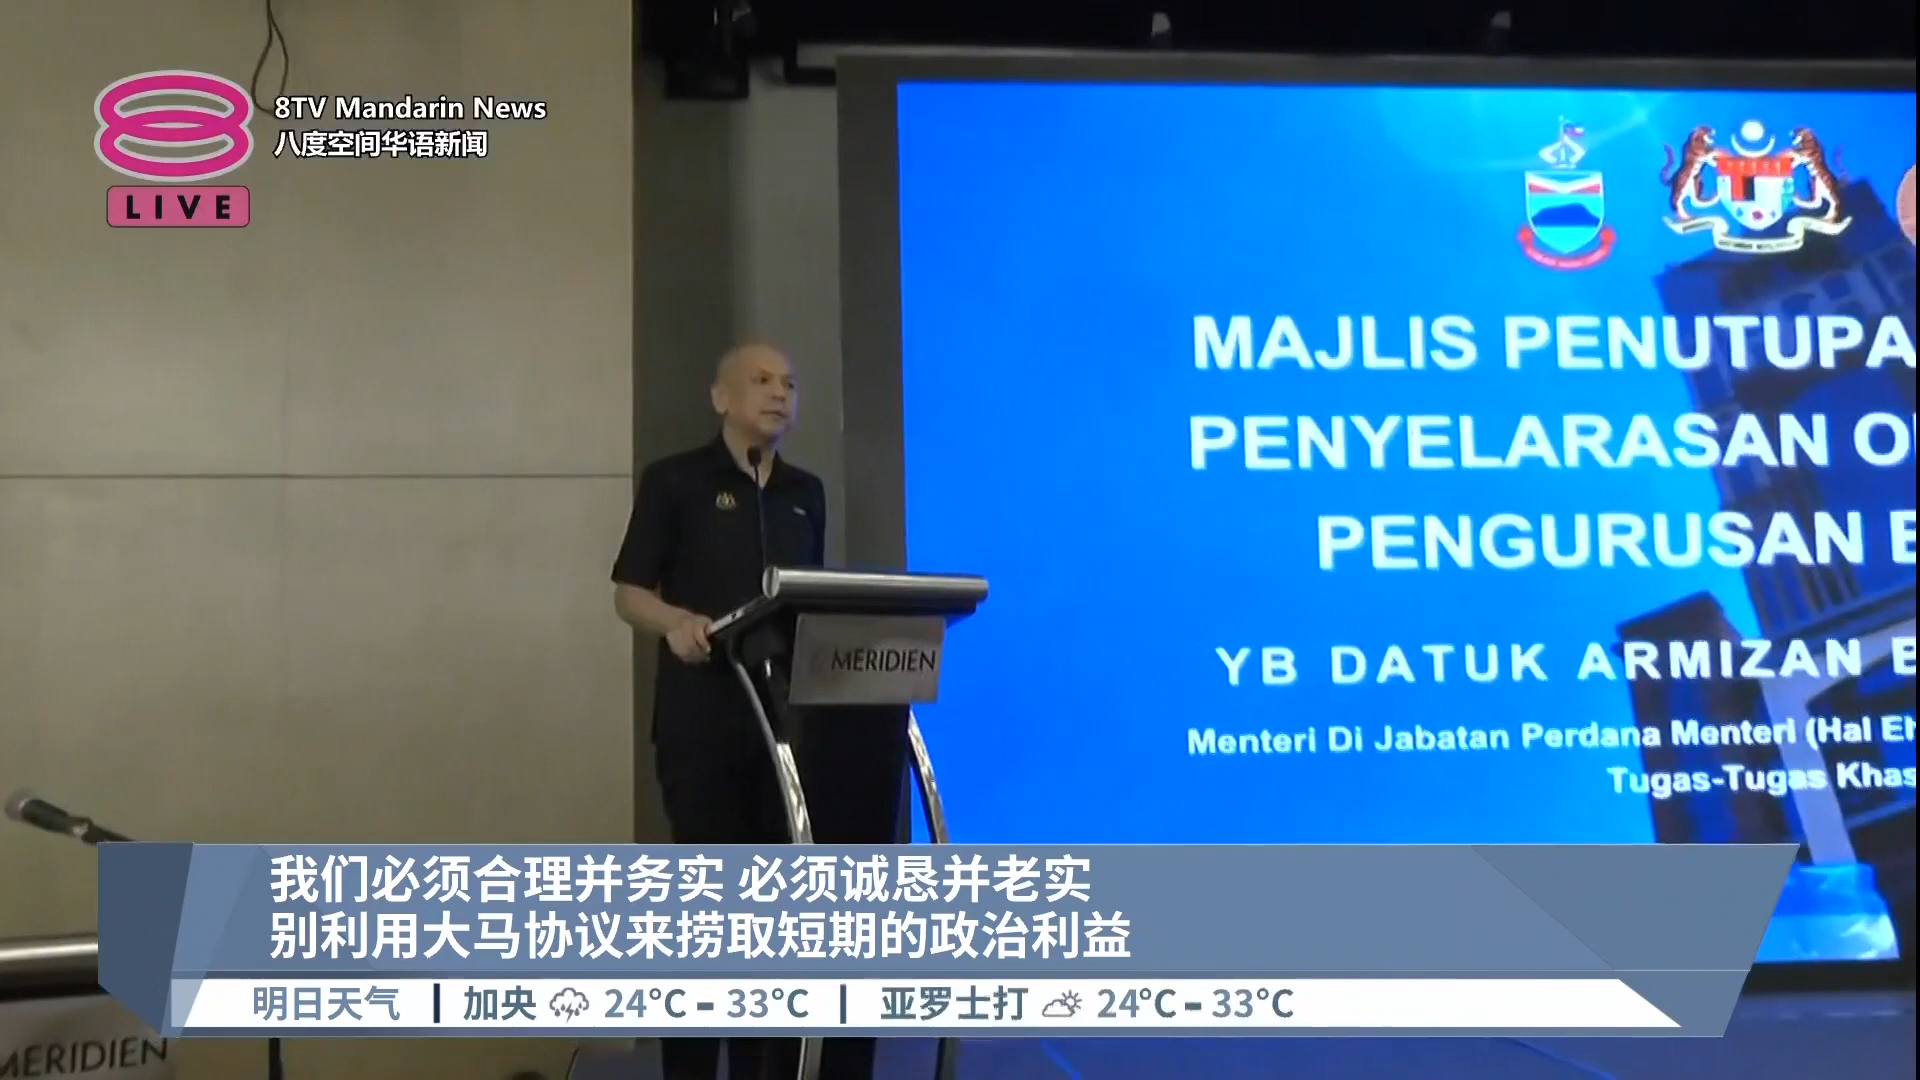 8TV Mandarin News
八度空间华语新闻
LIVE
MAJLIS PENUTUPA
PENYELARASAN O
PENGURUSAN
YB DATUK ARMIZAN
Menteri Di Jabatan Perdana Menteri (Hal Eh
Tugas-Tugas Khas
MERIDIEN
我们必须合理并务实 必须诚恳并老实
别利用大马协议来捞取短期的政治利益
明日天气 | 加央 24°C - 33°C | 亚罗士打 24°C - 33°C
MERIDIEN